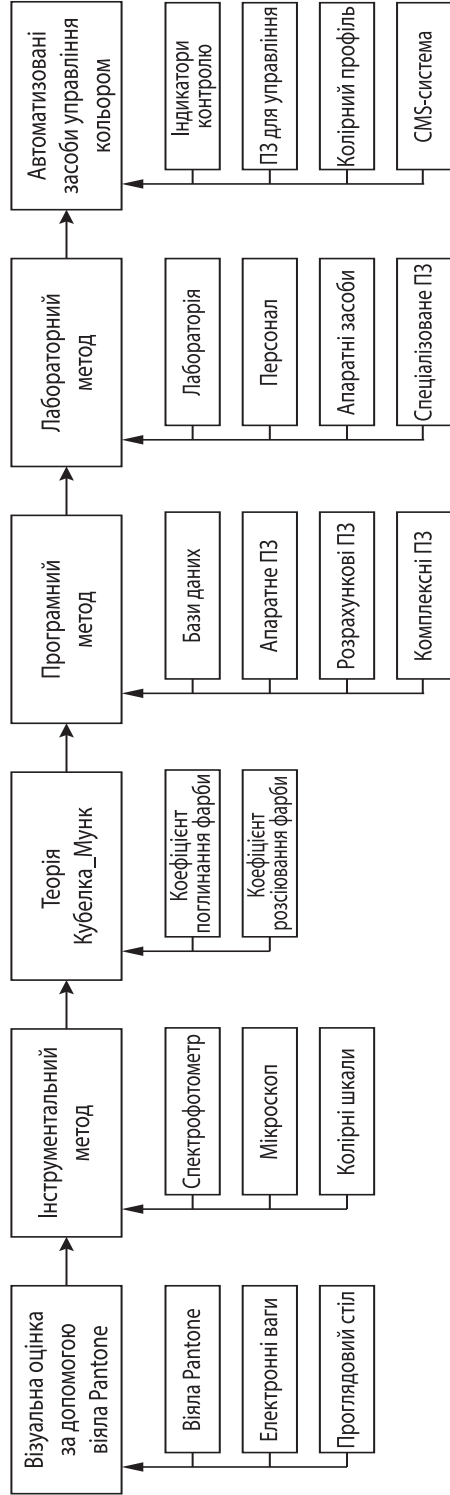 Візуальна оцінка
за допомогою
віяла Pantone
Віяла Pantone
Електронні ваги
Проглядовий стіл
Інструментальний
метод
Спектрофотометр
Мікроскоп
Колірні шкали
Теорія
Кубелка_Мунк
Коефіцієнт
поглинання фарби
Коефіцієнт
розсіювання фарби
Програмний
метод
Бази даних
Апаратне ПЗ
Розрахункові ПЗ
Комплексні ПЗ
Лабораторний
метод
Лабораторія
Персонал
Апаратні засоби
Спеціалізоване ПЗ
Автоматизовані
засоби управління
кольором
Індикатори
контролю
ПЗ для управління
Колірний профіль
CMS-система